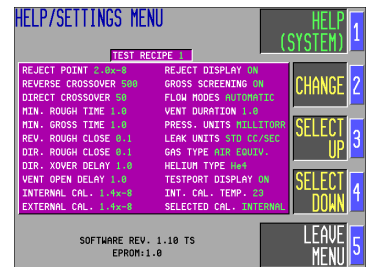 HELP/SETTINGS MENU
TEST RECIPE 1
REJECT POINT 2.0x-8 REJECT DISPLAY ON
REVERSE CROSSOVER 500 GROSS SCREENING ON
DIRECT CROSSOVER 50 FLOW MODES AUTOMATIC
MIN. ROUGH TIME 1.0 VENT DURATION 1.0
MIN. GROSS TIME 1.0 PRESS. UNITS MILLITORR
REV. ROUGH CLOSE 0.1 LEAK UNITS STD CC/SEC
DIR. ROUGH CLOSE 0.1 GAS TYPE AIR EQUIV.
DIR. XOVER DELAY 1.0 HELIUM TYPE He4
VENT OPEN DELAY 1.0 TESTPORT DISPLAY ON
INTERNAL CAL. 1.4x-8 INT. CAL. TEMP. 23
EXTERNAL CAL. 1.4x-8 SELECTED CAL. INTERNAL
SOFTWARE REV. 1.10 TS
EPROM:1.0
HELP
(SYSTEM) 1
CHANGE 2
SELECT
UP 3
SELECT
DOWN 4
LEAVE
MENU 5